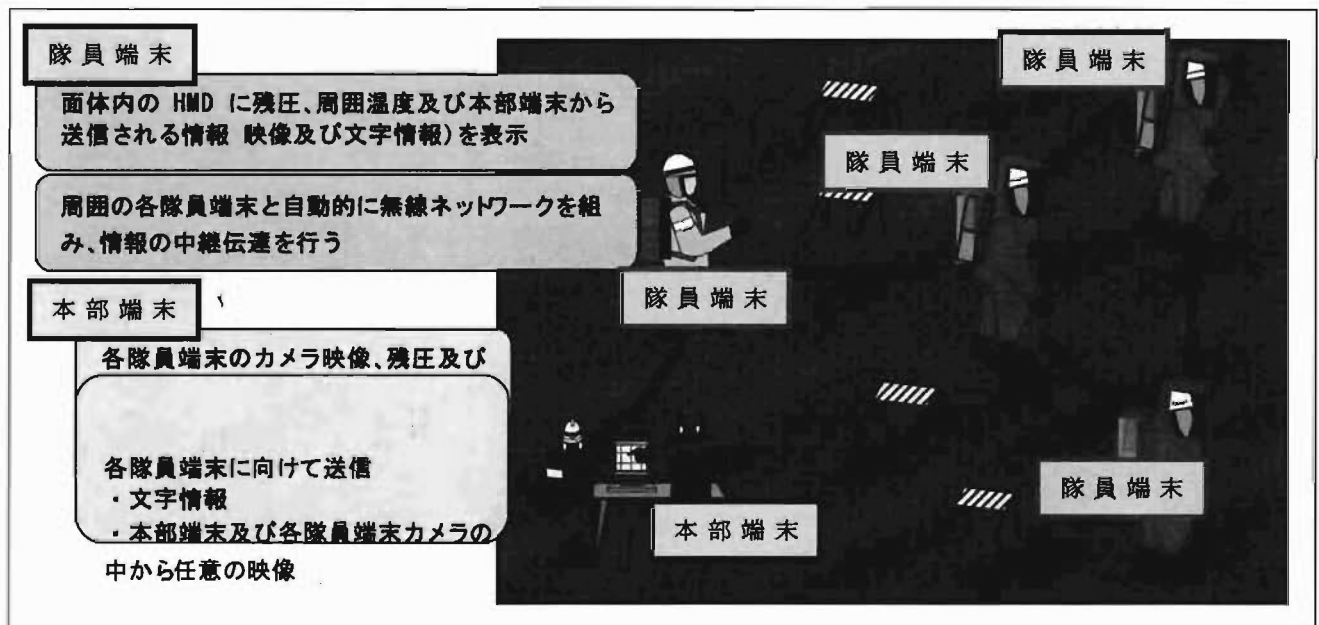 隊員端末
面体内の HMD に残圧、周囲温度及び本部端末から
送信される情報 映像及び文字情報)を表示
周囲の各隊員端末と自動的に無線ネットワークを組
み、情報の中継伝達を行う
本部端末
各隊員端末のカメラ映像、残圧及び
各隊員端末に向けて送信
・文字情報
・本部端末及び各隊員端末カメラの
中から任意の映像
隊員端末
隊員端末
隊員端末
隊員端末
本部端末